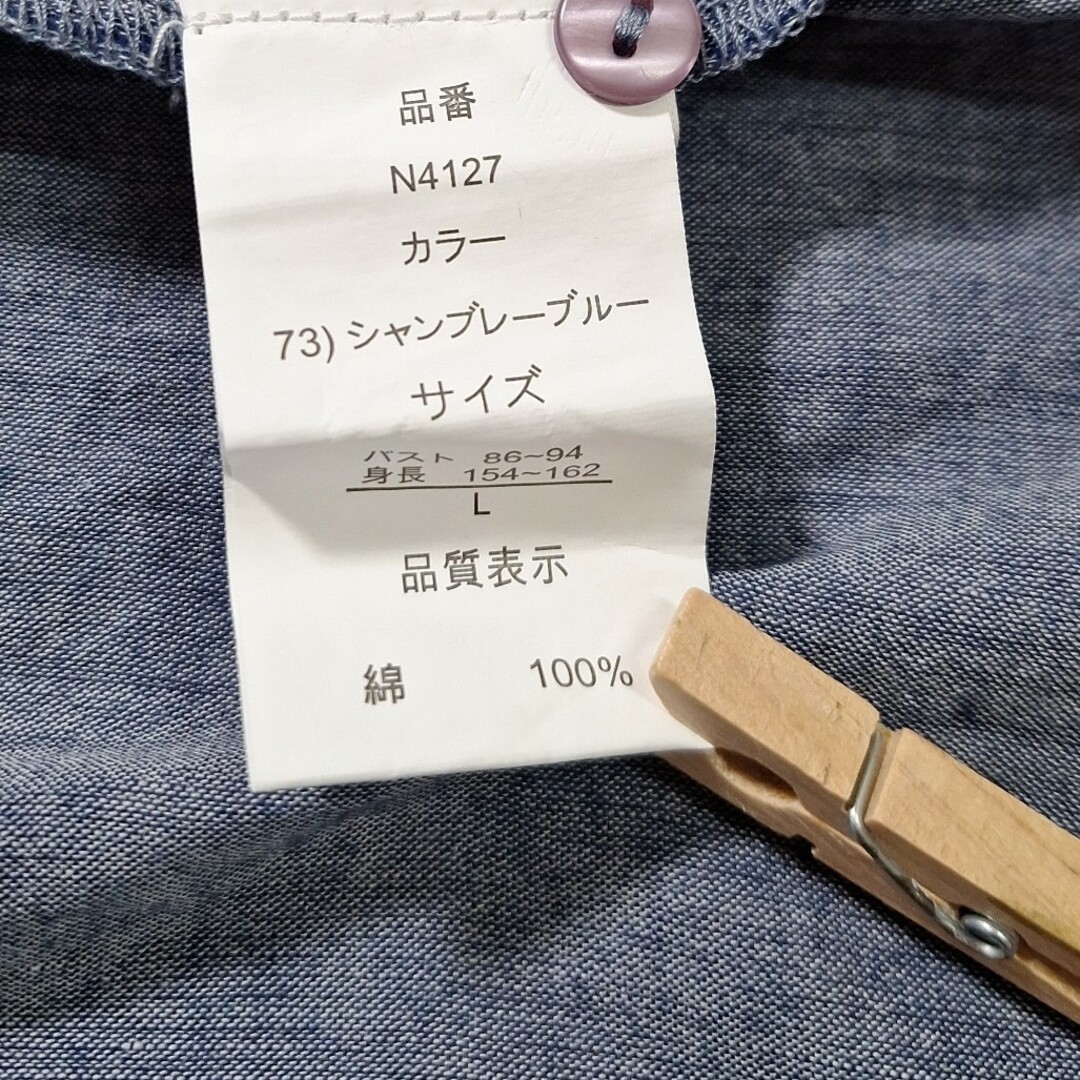 品番
N4127
カラー
73) シャンブレーブルー
サイズ
バスト 86~94
身長 154~162
L
品質表示
綿 100%